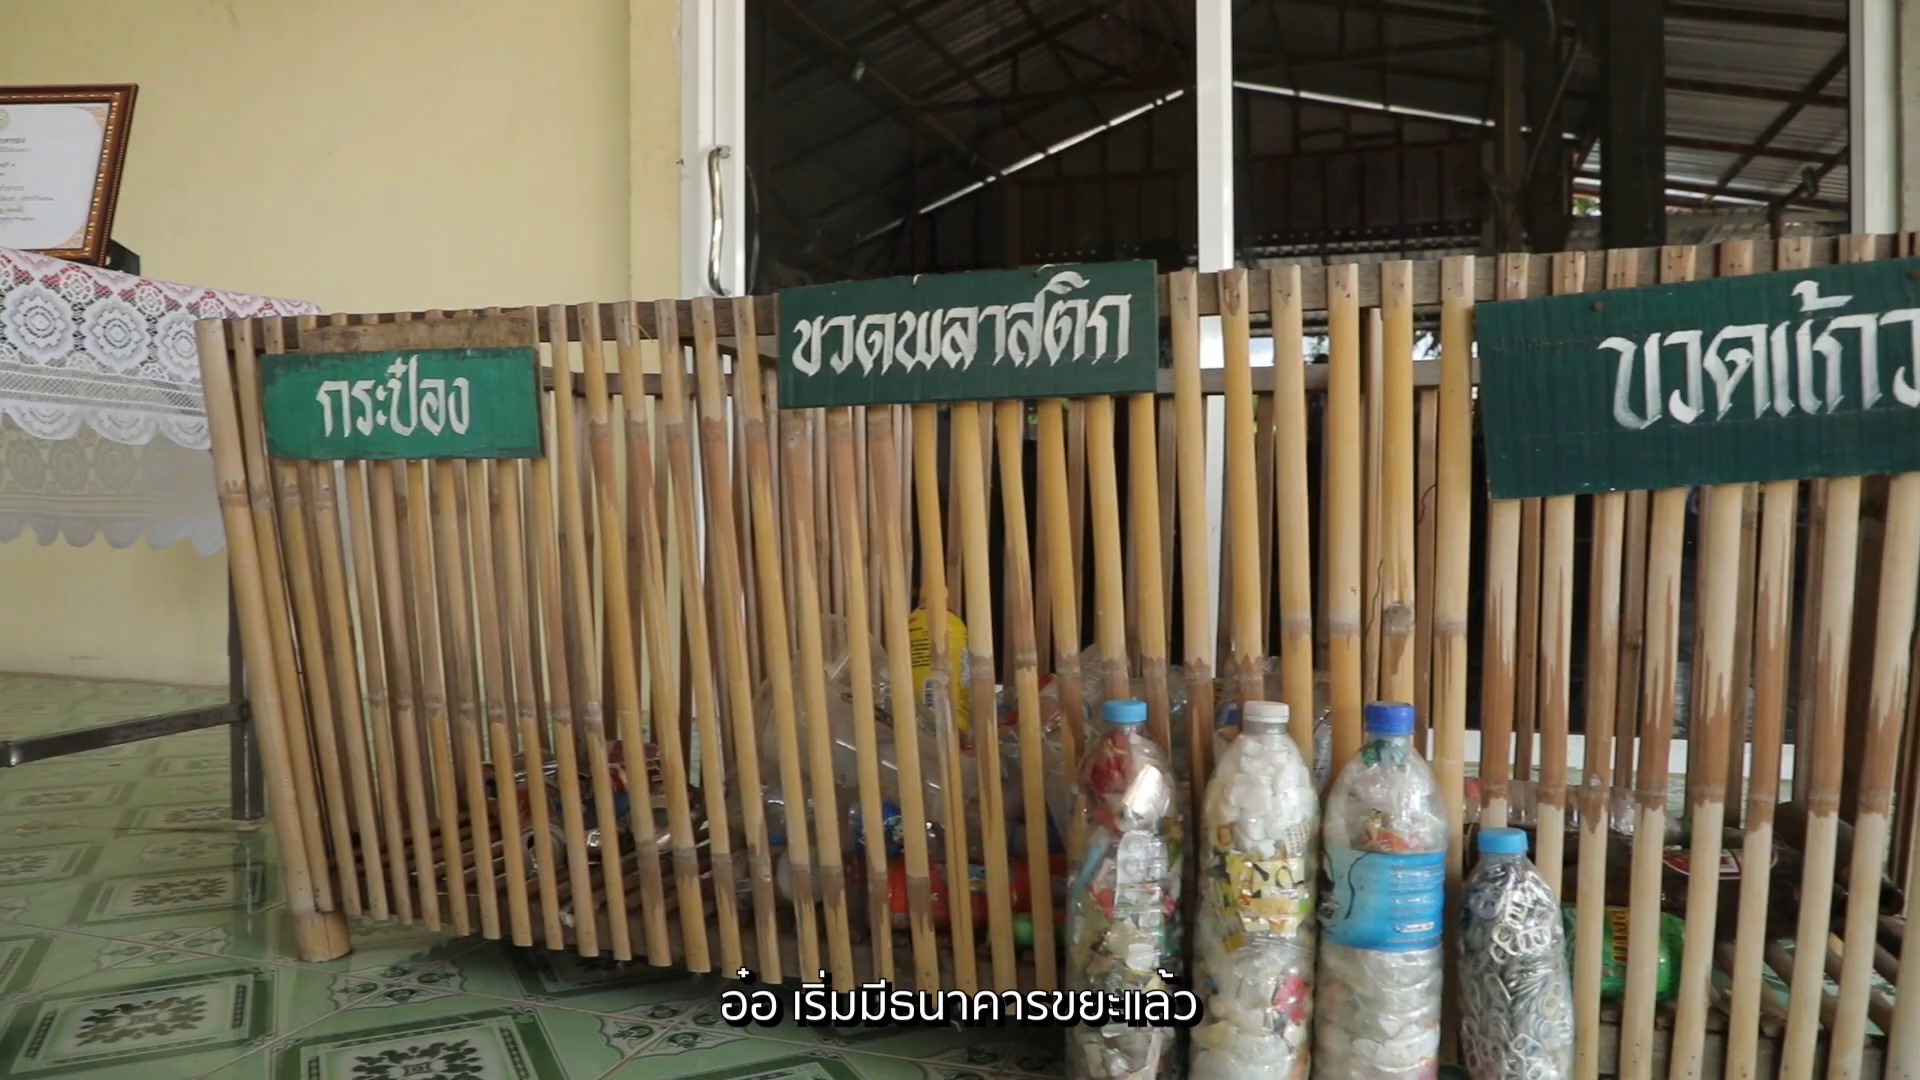 กระป๋อง
ขวดพลาสติก
ขวดแก้ว
อ๋อ เริ่มมีธนาคารขยะแล้ว